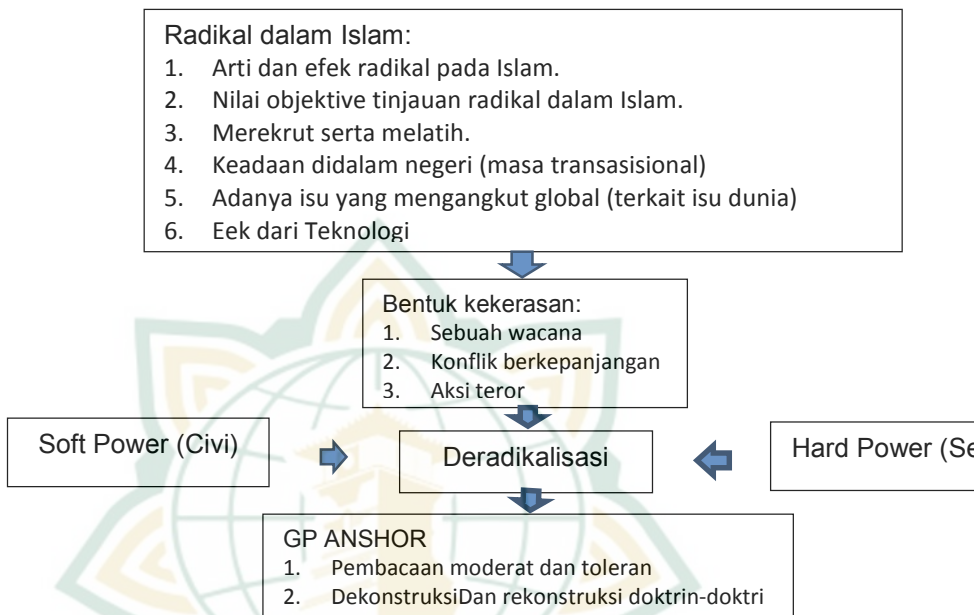 Radikal dalam Islam:
1. Arti dan efek radikal pada Islam.
2. Nilai objektive tinjauan radikal dalam Islam.
3. Merekrut serta melatih.
4. Keadaan didalam negeri (masa transasisional)
5. Adanya isu yang mengangkut global (terkait isu dunia)
6. Eek dari Teknologi
Bentuk kekerasan:
1. Sebuah wacana
2. Konflik berkepanjangan
3. Aksi teror
Soft Power (Civi)
Deradikalisasi
Hard Power (Se
GP ANSHOR
1. Pembacaan moderat dan toleran
2. DekonstruksiDan rekonstruksi doktrin-doktri